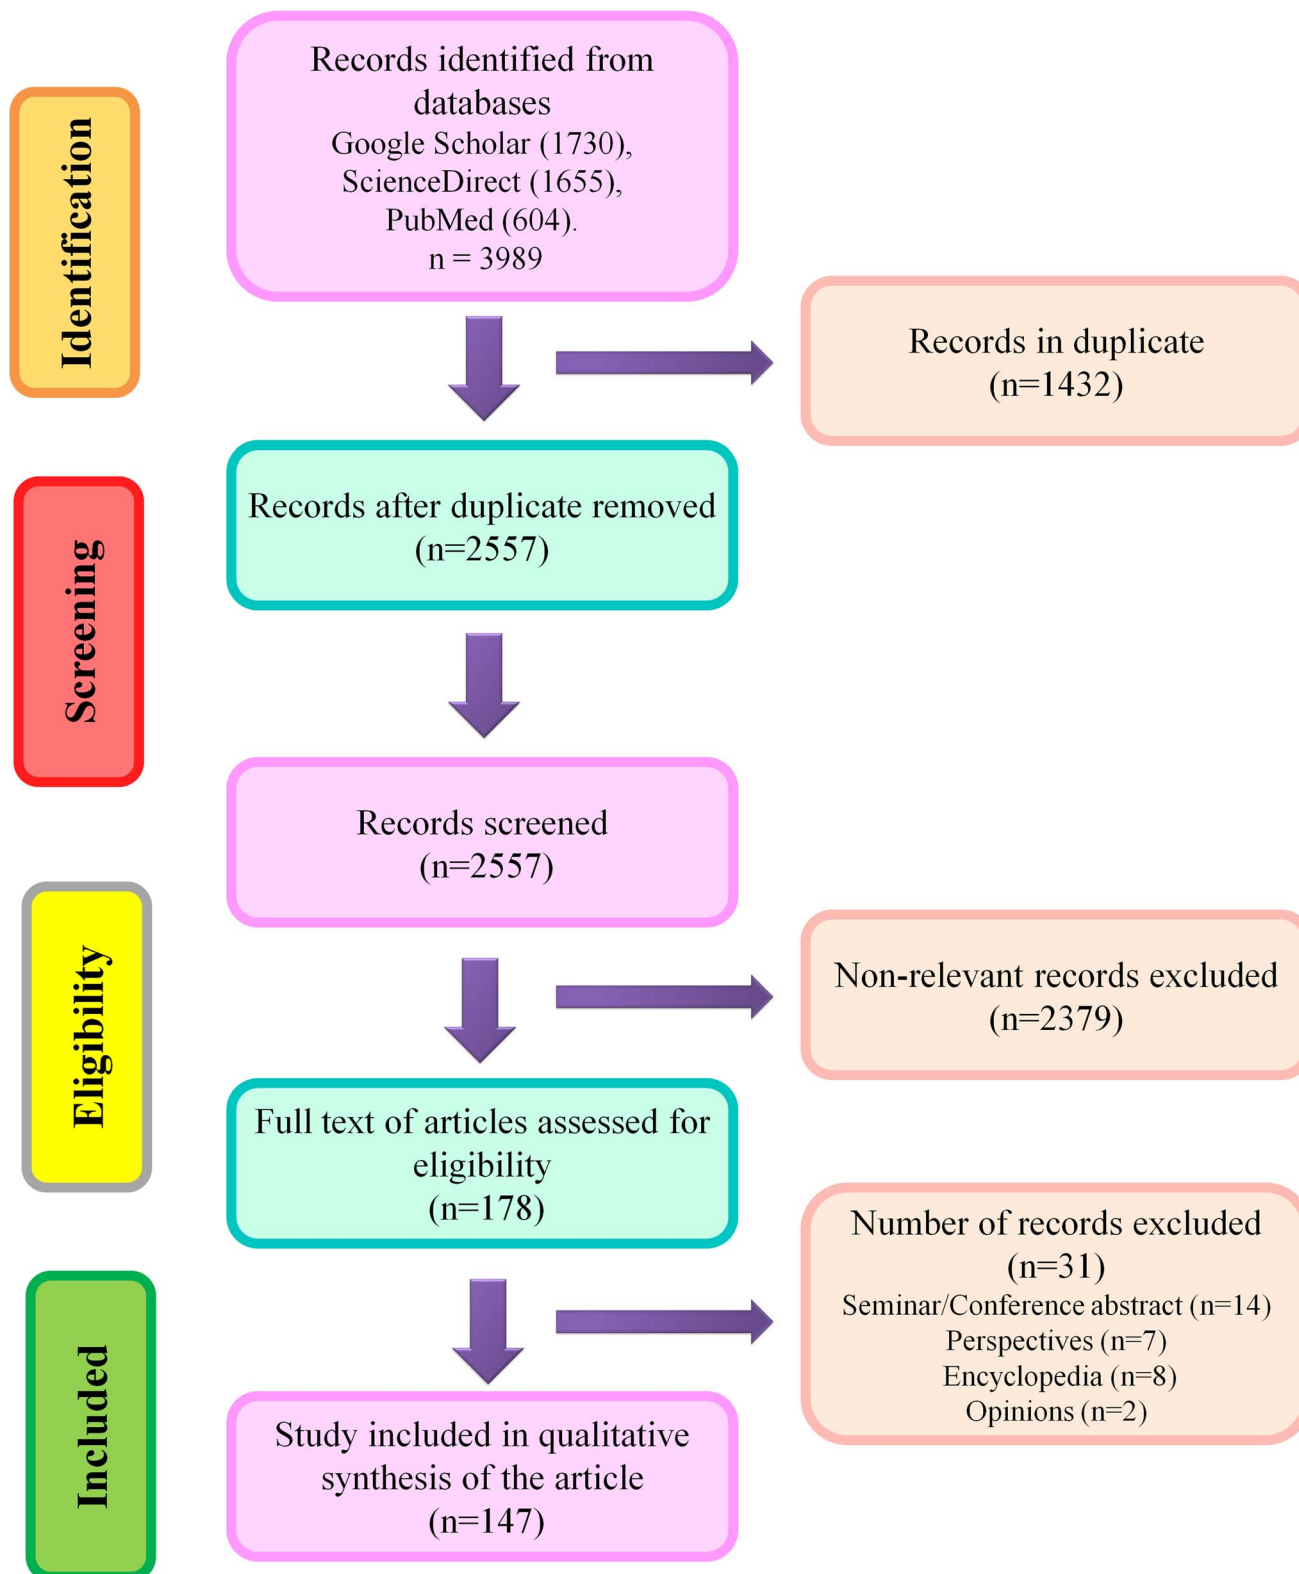 Identification
Records identified from
databases
Google Scholar (1730),
ScienceDirect (1655),
PubMed (604).
n = 3989
Records in duplicate
(n=1432)
Screening
Records after duplicate removed
(n=2557)
Records screened
(n=2557)
Eligibility
Non-relevant records excluded
(n=2379)
Full text of articles assessed for
eligibility
(n=178)
Number of records excluded
(n=31)
Seminar/Conference abstract (n=14)
Perspectives (n=7)
Encyclopedia (n=8)
Opinions (n=2)
Included
Study included in qualitative
synthesis of the article
(n=147)